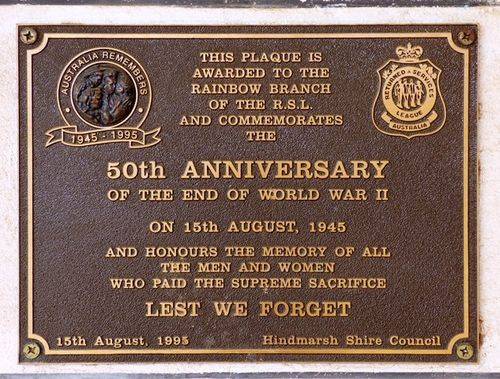 AUSTRALIA REMEMBERS
1945 - 1995
RETURNED & SERVICES
LEAGUE
AUSTRALIA
THIS PLAQUE IS
AWARDED TO THE
RAINBOW BRANCH
OF THE R.S.L.
AND COMMEMORATES
THE
50th ANNIVERSARY
OF THE END OF WORLD WAR II
ON 15th AUGUST, 1945
AND HONOURS THE MEMORY OF ALL
THE MEN AND WOMEN
WHO PAID THE SUPREME SACRIFICE
LEST WE FORGET
15th August, 1995 Hindmarsh Shire Council